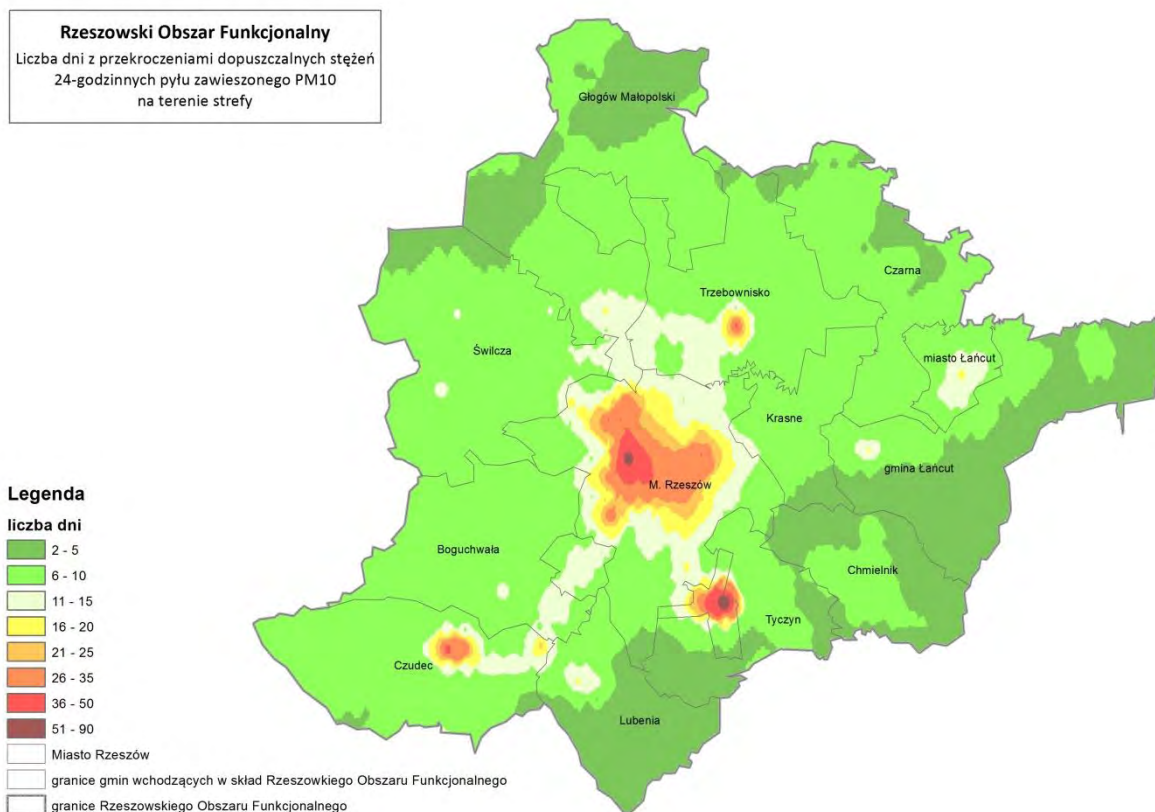 Rzeszowski Obszar Funkcjonalny
Liczba dni z przekroczeniami dopuszczalnych stężeń
24-godzinnych pyłu zawieszonego PM10
na terenie strefy
Głogów Małopolski
Czarna
Trzebownisko
Świlcza
miasto Łańcut
Krasne
gmina Łańcut
M. Rzeszów
Boguchwała
Chmielnik
Tyczyn
Czudec
Lubenia
Legenda
liczba dni
2 - 5
6 - 10
11 - 15
16 - 20
21 - 25
26 - 35
36 - 50
51 - 90
Miasto Rzeszów
granice gmin wchodzących w skład Rzeszowkiego Obszaru Funkcjonalnego
granice Rzeszowskiego Obszaru Funkcjonalnego